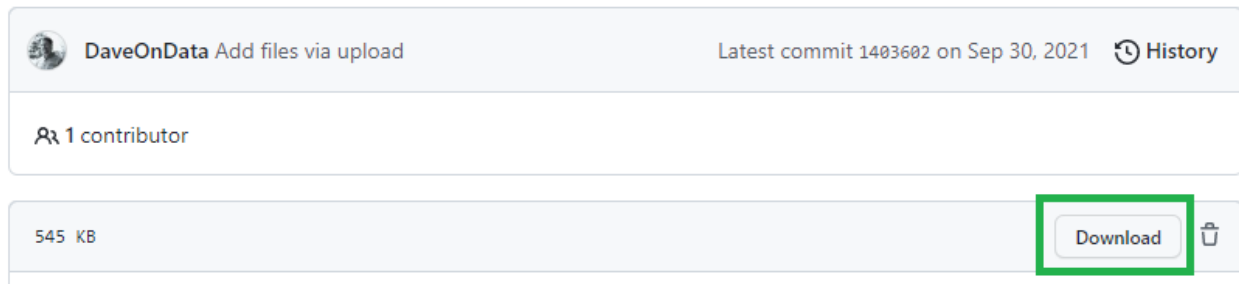 DaveOnData Add files via upload Latest commit 1403602 on Sep 30, 2021 History
1 contributor
545 KB Download